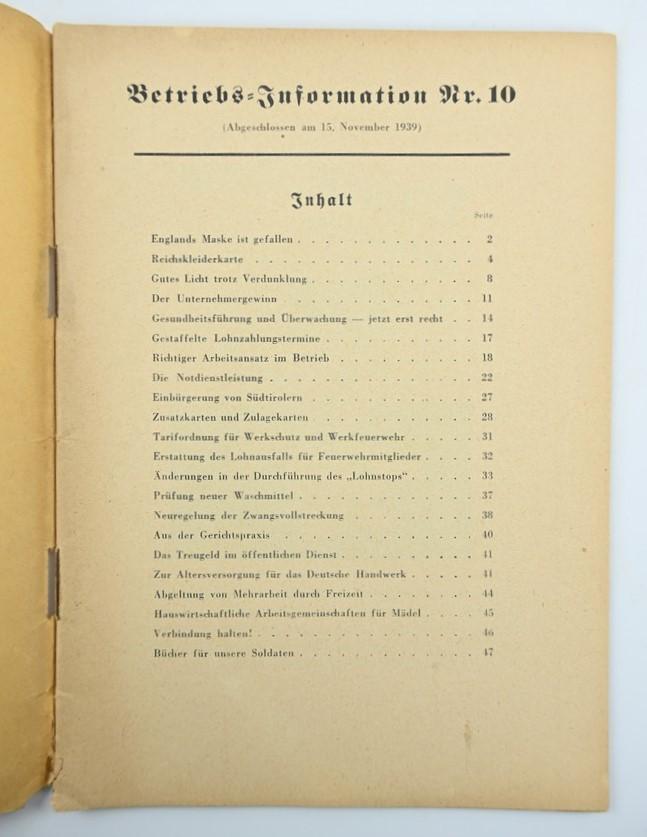 Betriebs-Information Nr. 10
(Abgeschlossen am 15. November 1939)
Inhalt
Seite
Englands Maske ist gefallen . . . . . . . . . . . . . 2
Reichskleiderkarte . . . . . . . . . . . . . . . . 4
Gutes Licht trotz Verdunklung . . . . . . . . . . . . 8
Der Unternehmergewinn . . . . . . . . . . . . . 11
Gesundheitsführung und Überwachung — jetzt erst recht . . 14
Gestaffelte Lohnzahlungstermine . . . . . . . . . . . 17
Richtiger Arbeitsansatz im Betrieb . . . . . . . . . . 18
Die Notdienstleistung . . . . . . . . . . . . . . . 22
Einbürgerung von Südtirolern . . . . . . . . . . . . 27
Zusatzkarten und Zulagekarten . . . . . . . . . . . . 28
Tarifordnung für Werkschutz und Werkfeuerwehr . . . . . 31
Erstattung des Lohnausfalls für Feuerwehrmitglieder . . . . 32
Änderungen in der Durchführung des „Lohnstops“ . . . . . 33
Prüfung neuer Waschmittel . . . . . . . . . . . . . 37
Neuregelung der Zwangsvollstreckung . . . . . . . . . 38
Aus der Gerichtspraxis . . . . . . . . . . . . . . 40
Das Treugeld im öffentlichen Dienst . . . . . . . . . . 41
Zur Altersversorgung für das Deutsche Handwerk . . . . . 41
Abgeltung von Mehrarbeit durch Freizeit . . . . . . . . 44
Hauswirtschaftliche Arbeitsgemeinschaften für Mädel . . . . 45
Verbindung halten! . . . . . . . . . . . . . . . . 46
Bücher für unsere Soldaten . . . . . . . . . . . . . 47